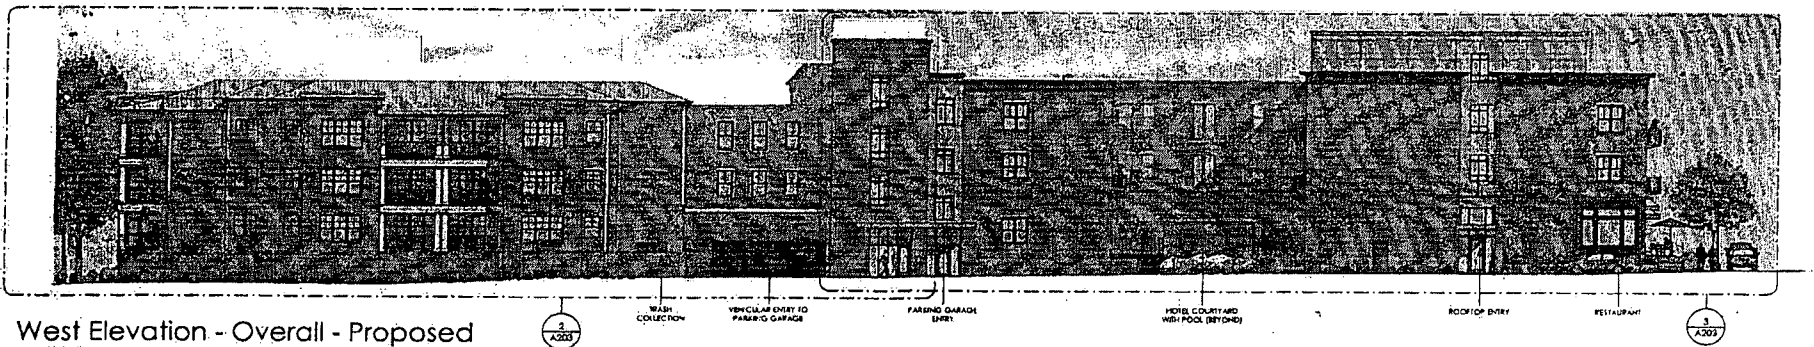 TRASH
COLLECTION
VEHICULAR ENTRY TO
PARKING GARAGE
PARKING GARAGE
ENTRY
HOTEL COURTYARD
WITH POOL (BEYOND)
ROOFTOP ENTRY
RESTAURANT
West Elevation - Overall - Proposed
2
A203
3
A203